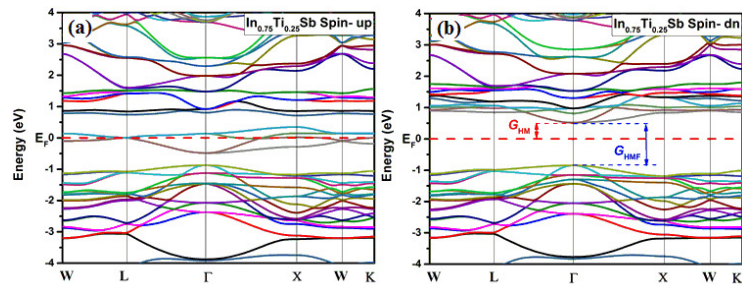 (a)
In0.75Ti0.25Sb Spin- up
Energy (eV)
4
3
2
1
EF 0
-1
-2
-3
-4
W L Γ X W K
(b)
In0.75Ti0.25Sb Spin- dn
Energy (eV)
4
3
2
1
EF 0
-1
-2
-3
-4
GHM
GHMF
W L Γ X W K